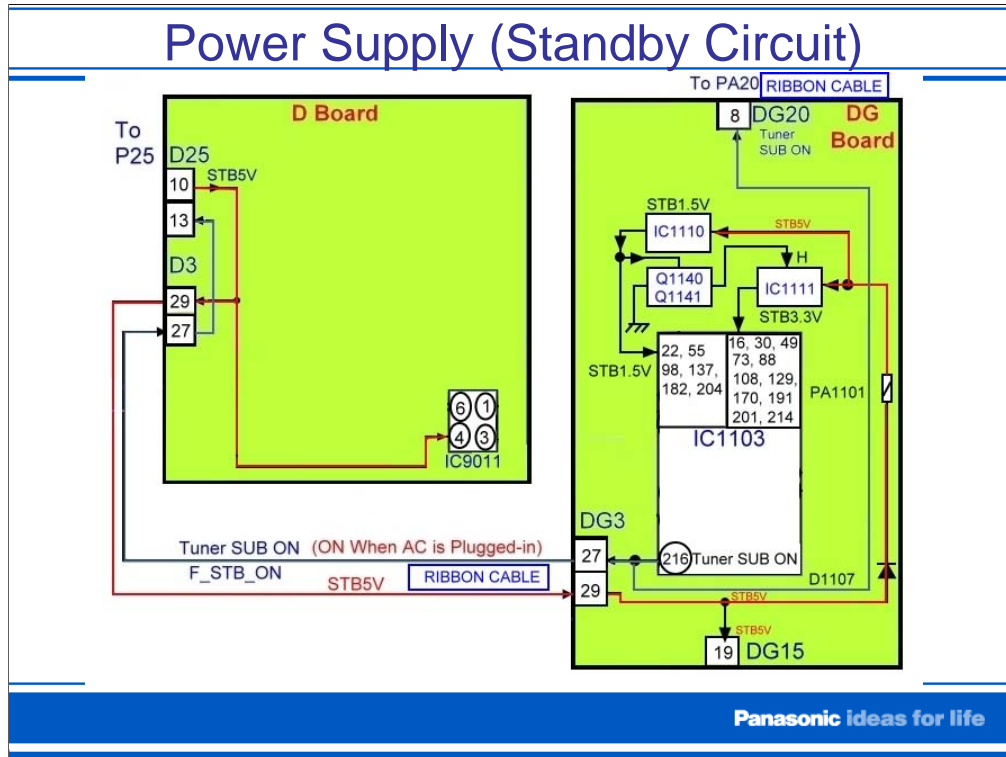 Power Supply (Standby Circuit)
To PA20 RIBBON CABLE
D Board
8 DG20
DG
Board
Tuner
SUB ON
To
P25
D25
10 STB5V
13
D3
29
27
6 1
4 3
IC9011
STB1.5V
IC1110
STB5V
Q1140
Q1141
H
IC1111
STB3.3V
STB1.5V
22, 55
98, 137,
182, 204
16, 30, 49
73, 88
108, 129,
170, 191
201, 214
PA1101
IC1103
DG3
Tuner SUB ON (ON When AC is Plugged-in)
27
216 Tuner SUB ON
D1107
F_STB_ON
STB5V
RIBBON CABLE
29
STB5V
STB5V
19 DG15
Panasonic ideas for life